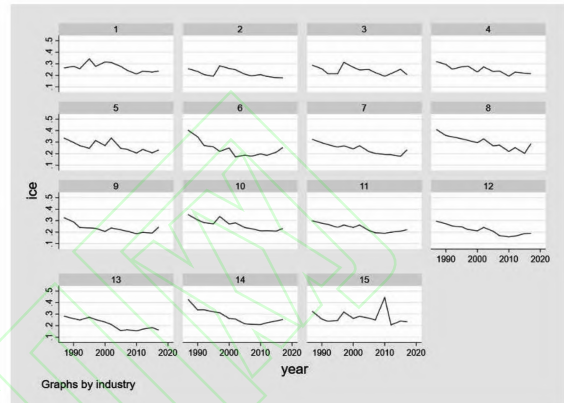 1 2 3 4
.1 .2 .3 .4 .5
5 6 7 8
.1 .2 .3 .4 .5
9 10 11 12
.1 .2 .3 .4 .5
1990 2000 2010 2020
13 14 15
.1 .2 .3 .4 .5
1990 2000 2010 2020 1990 2000 2010 2020 1990 2000 2010 2020
ice
year
Graphs by industry